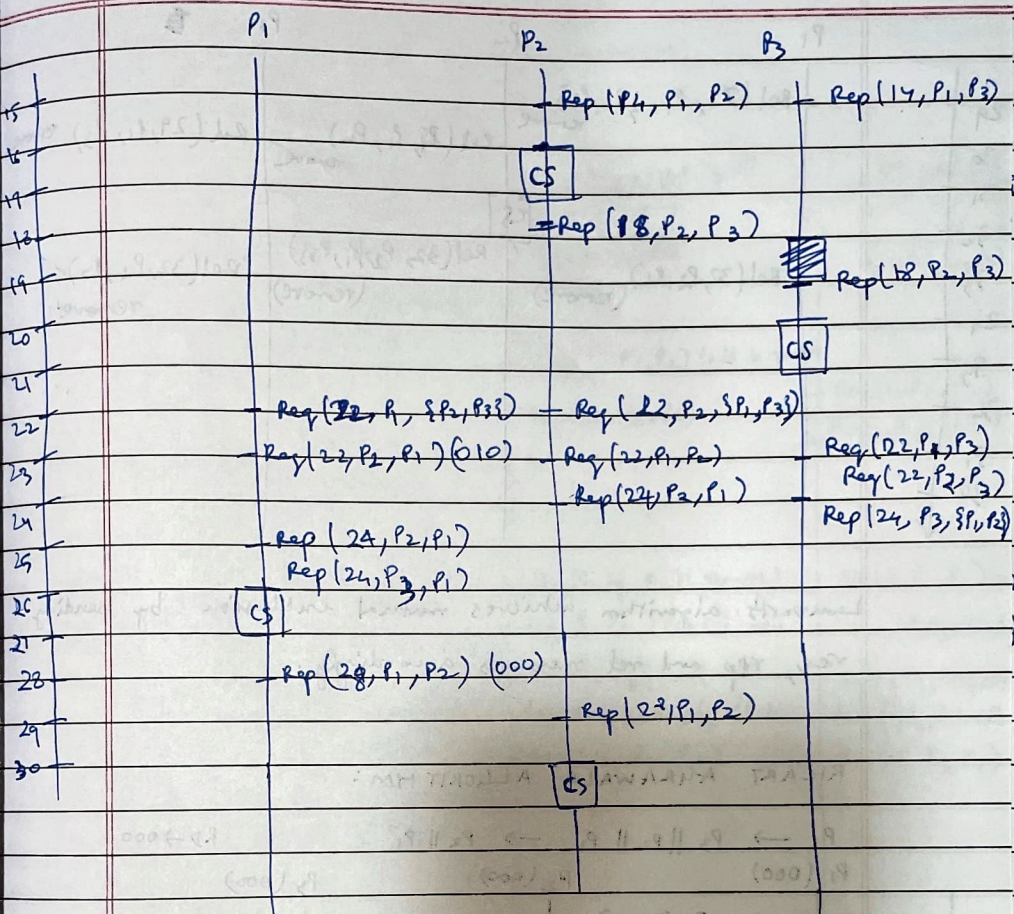 P1 P2 P3
15 Rep (14, P1, P2) Rep (14, P1, P3)
16
CS
17
18 Rep (18, P2, P3)
19 Rep (18, P2, P3)
20
CS
21
22 Req (22, P1, {P2, P3}) Req (22, P2, {P1, P3})
23 Req (22, P2, P1) (010) Req (22, P1, P2) Req (22, P1, P3)
Req (22, P2, P3)
Rep (24, P2, P1)
24 Rep (24, P3, {P1, P2})
25 Rep (24, P2, P1)
Rep (24, P3, P1)
26
CS
27
28 Rep (28, P1, P2) (000)
29 Rep (28, P1, P2)
30
CS